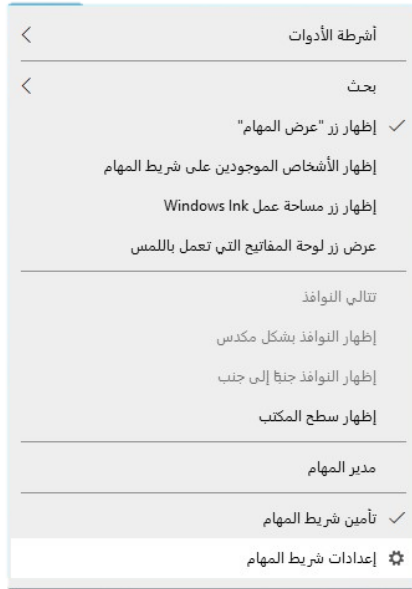 أشرطة الأدوات
بحث
إظهار زر "عرض المهام"
إظهار الأشخاص الموجودين على شريط المهام
إظهار زر مساحة عمل Windows Ink
عرض زر لوحة المفاتيح التي تعمل باللمس
تتالي النوافذ
إظهار النوافذ بشكل مكدس
إظهار النوافذ جنبًا إلى جنب
إظهار سطح المكتب
مدير المهام
تأمين شريط المهام
إعدادات شريط المهام